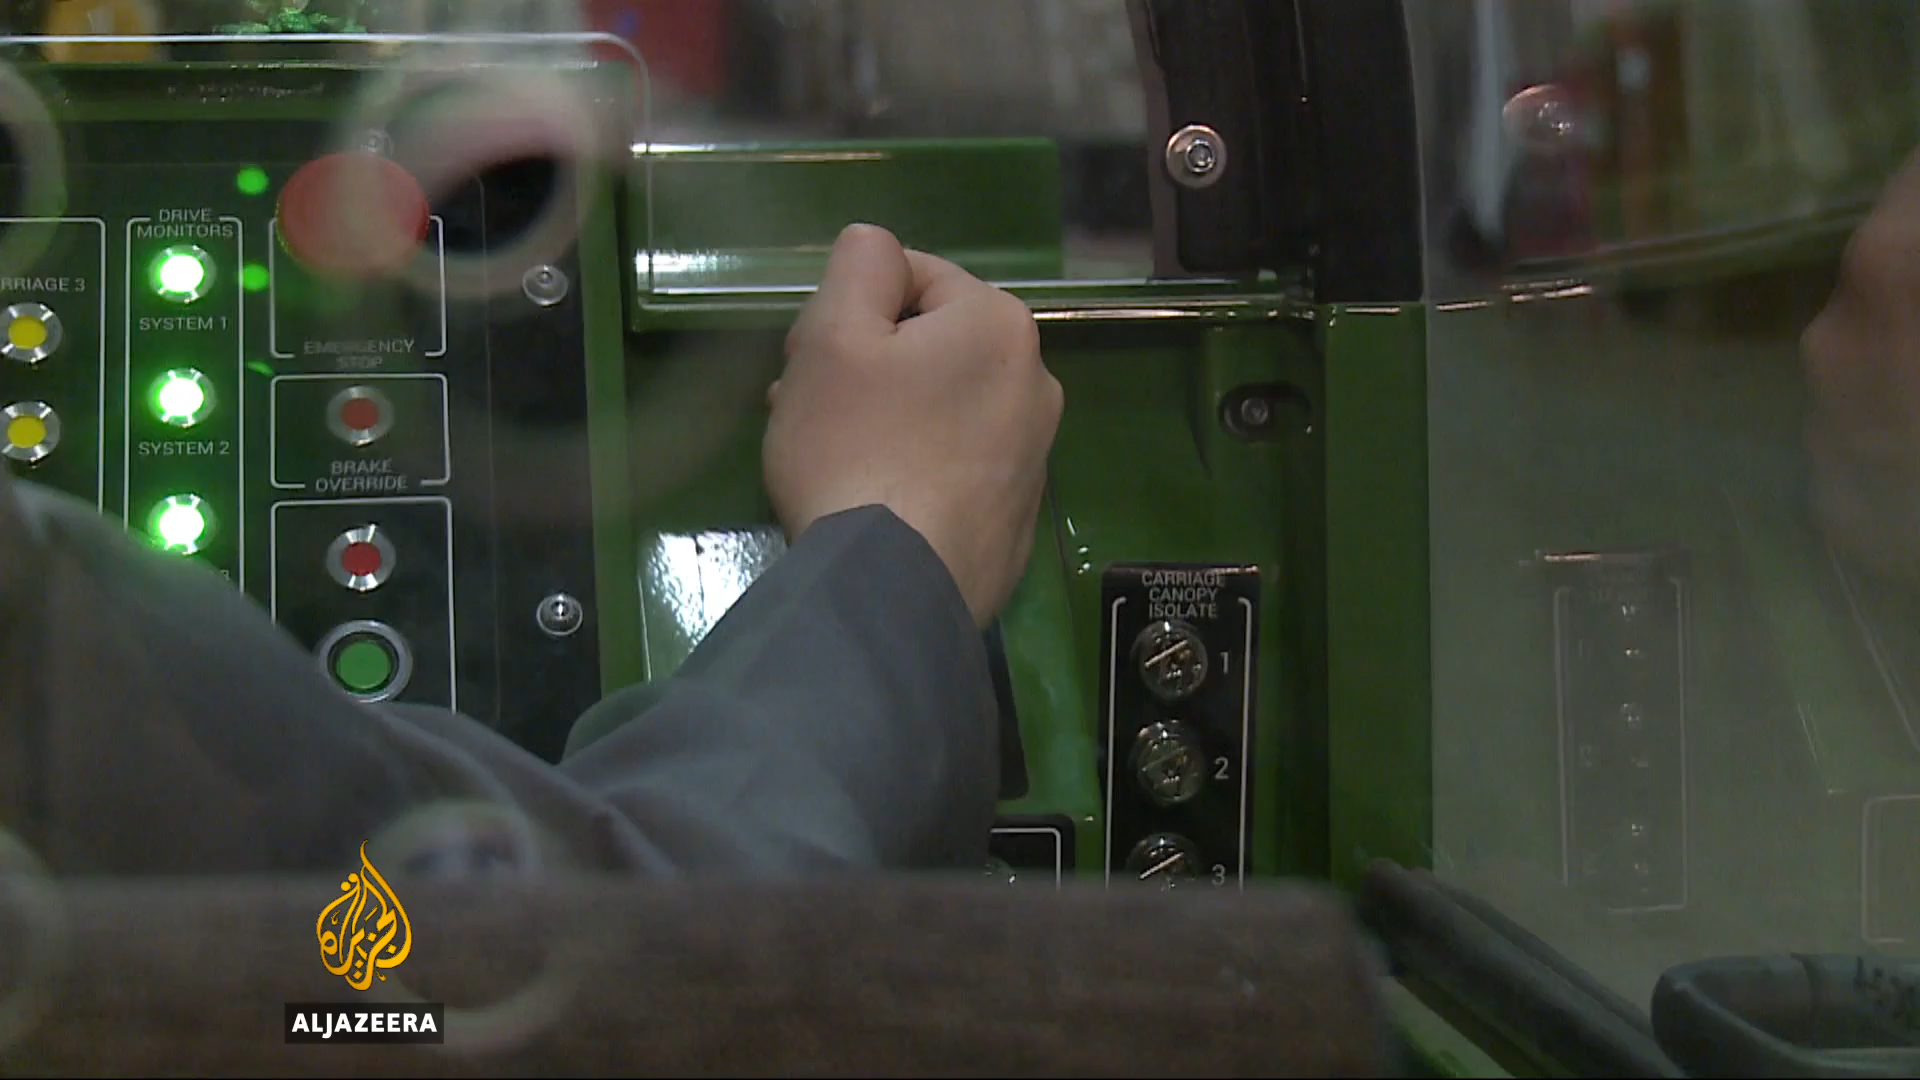 DRIVE
MONITORS
RRIAGE 3
SYSTEM 1
SYSTEM 2
EMERGENCY
STOP
BRAKE
OVERRIDE
CARRIAGE
CANOPY
ISOLATE
1
2
3
الجزيرة
ALJAZEERA